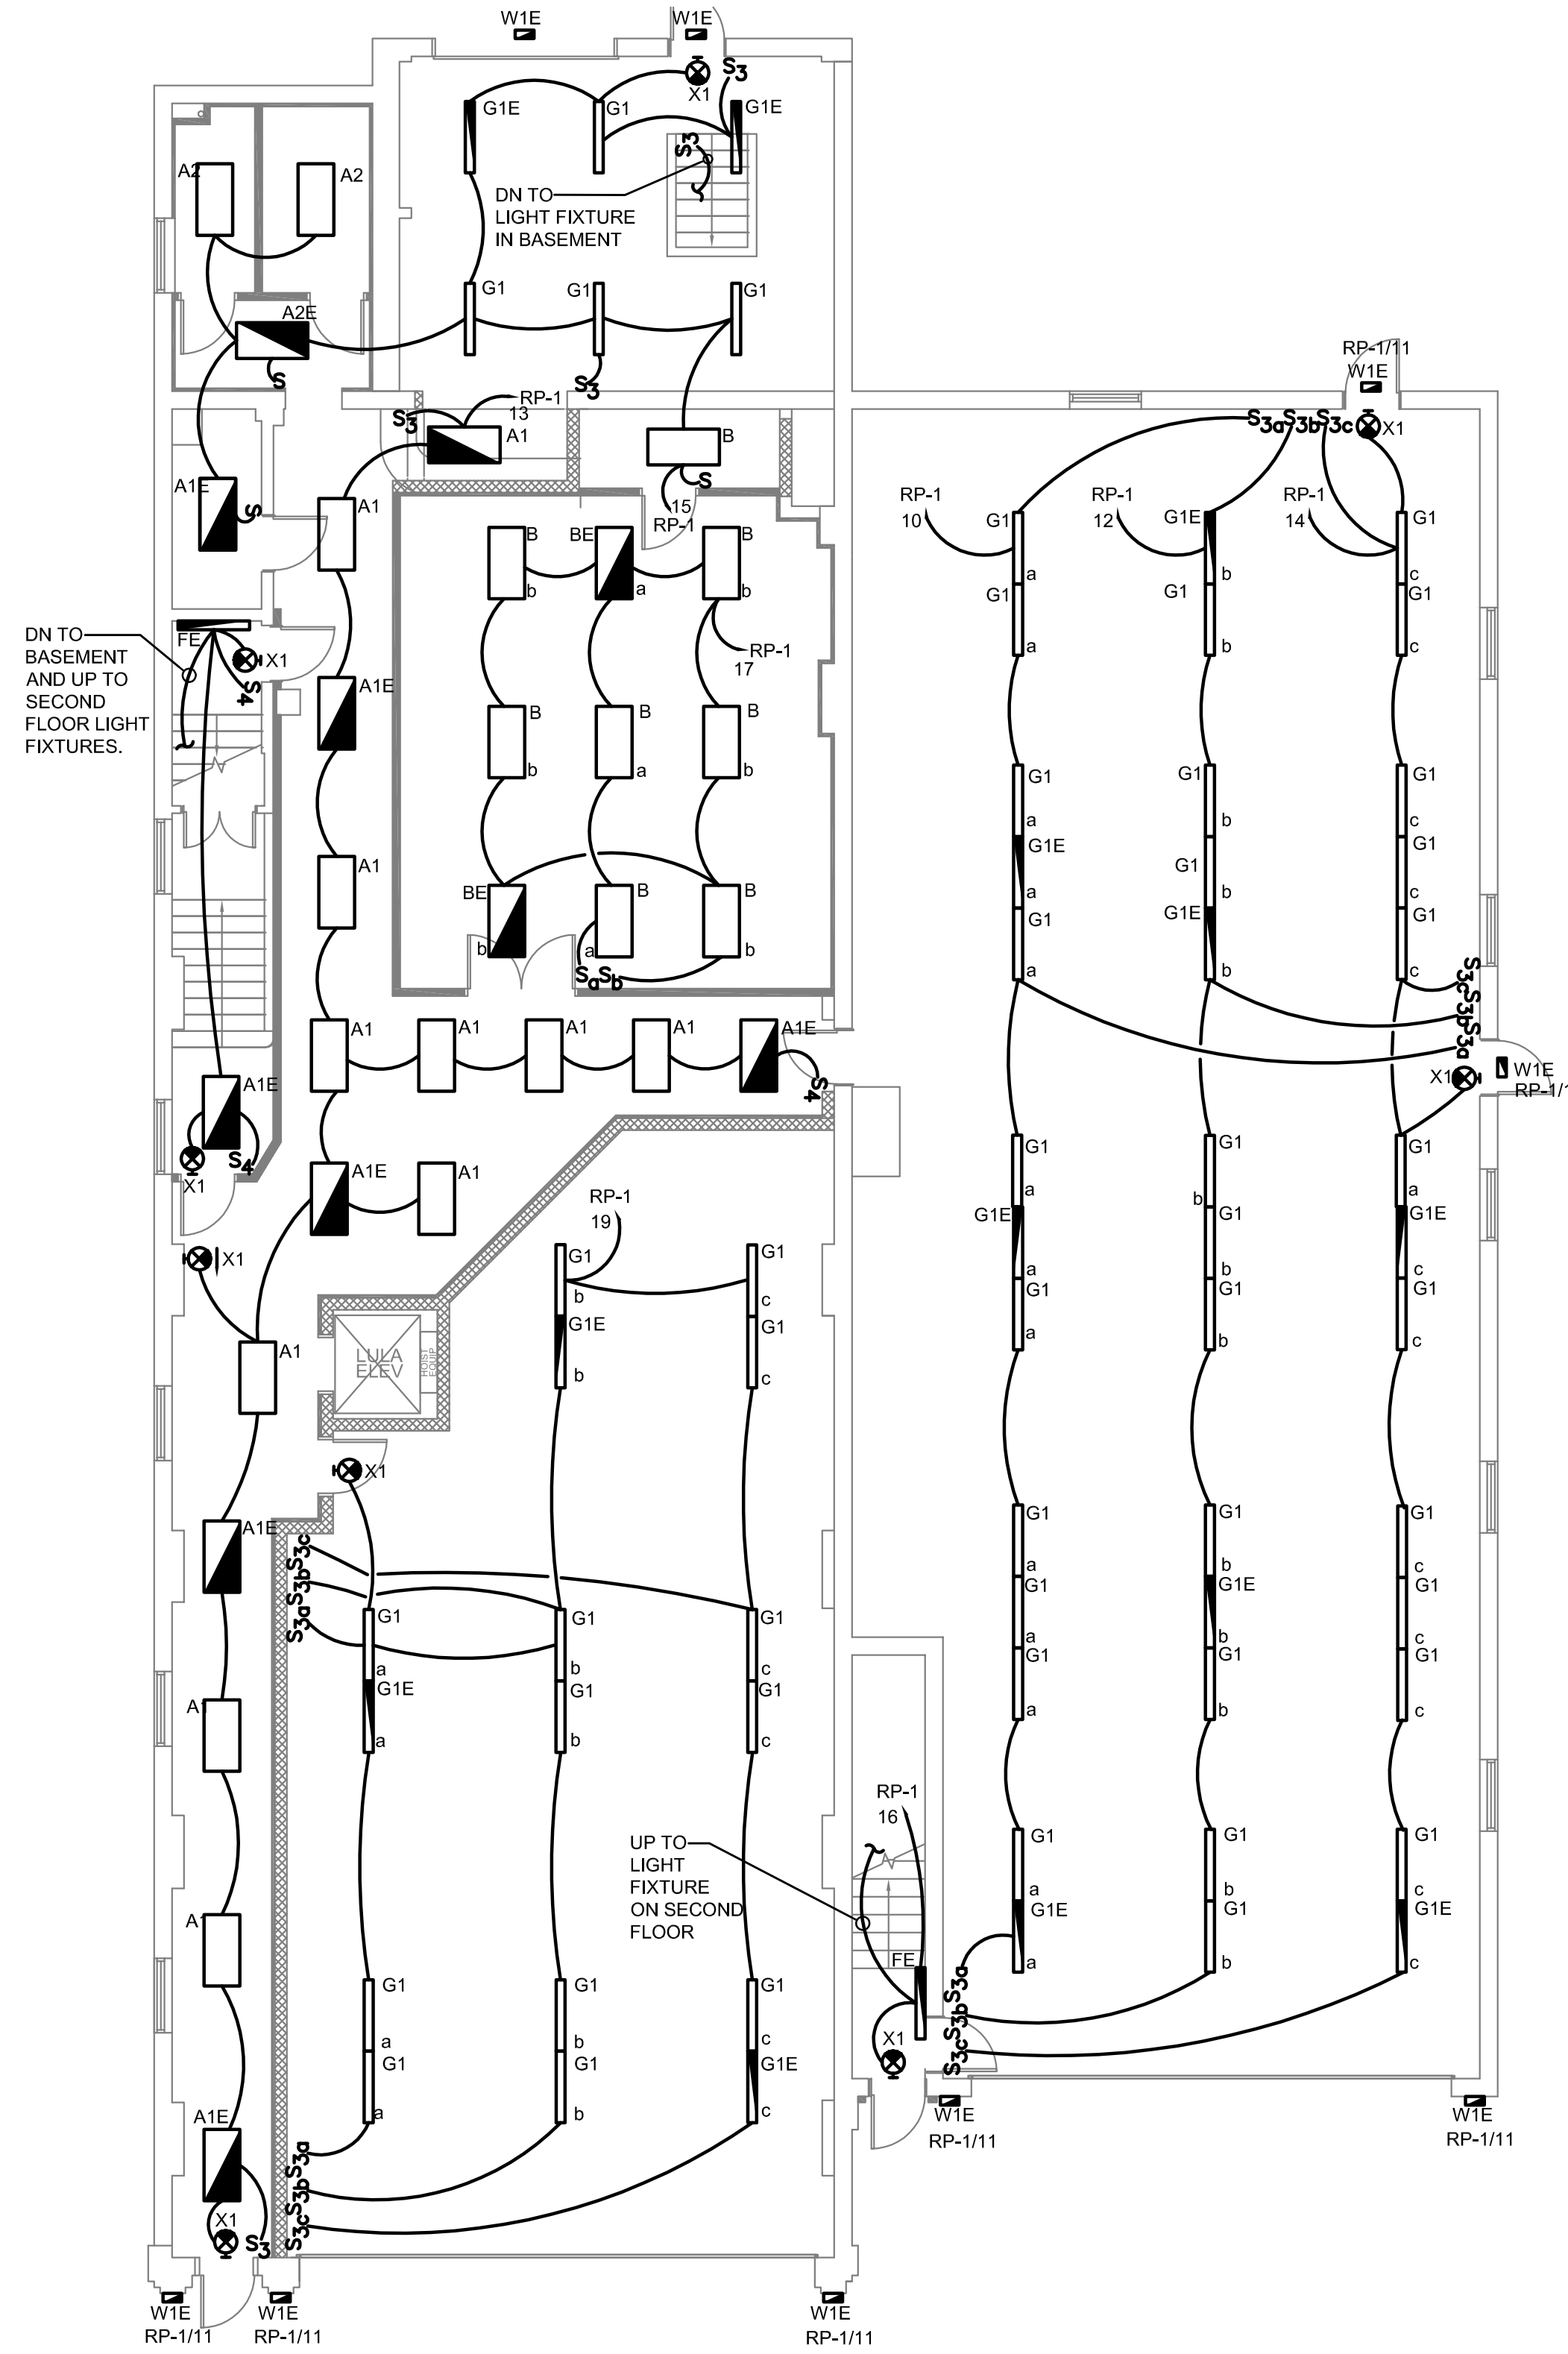 W1E
W1E
S3
X1
G1E
G1
G1E
S3
A2
A2
DN TO
LIGHT FIXTURE
IN BASEMENT
A2E
G1
G1
G1
S
S3
RP-1
13
S3
A1
B
S
15
RP-1
A1E
S
A1
B
b
BE
a
B
b
RP-1
17
DN TO
BASEMENT
AND UP TO
SECOND
FLOOR LIGHT
FIXTURES.
FE
X1
S4
A1E
B
b
B
a
B
b
A1
BE
b
B
a
B
b
Sa Sb
A1
A1
A1
A1
A1E
S4
A1E
X1
S4
A1E
A1
X1
A1
LULA
ELEV
HOIST
EQUIP
X1
A1E
A1
A1
A1E
X1
S3
W1E
RP-1/11
W1E
RP-1/11
W1E
RP-1/11
RP-1
19
G1
b
G1E
b
G1
c
G1
c
S3c
S3b
S3a
G1
a
G1E
a
G1
b
G1
b
G1
c
G1
c
G1
a
G1
a
G1
b
G1
b
G1
c
G1E
c
S3a
S3b
S3c
UP TO
LIGHT
FIXTURE
ON SECOND
FLOOR
RP-1
16
FE
X1
S3a
S3b
S3c
W1E
RP-1/11
W1E
RP-1/11
RP-1/11
W1E
S3a S3b S3c
X1
RP-1
10
RP-1
12
RP-1
14
G1
a
G1
a
G1E
b
G1
b
G1
c
G1
c
G1
a
G1E
a
G1
a
G1
b
G1
b
G1E
b
G1
c
G1
c
G1
c
S3c
S3b
S3a
X1
W1E
RP-1/1
G1
a
G1E
a
G1
a
G1
b
G1
b
G1
b
G1
a
G1E
c
G1
c
G1
a
G1
a
G1
a
G1
b
G1E
b
G1
b
G1
c
G1
c
G1
c
G1
a
G1E
a
G1
b
G1
b
G1
c
G1E
c